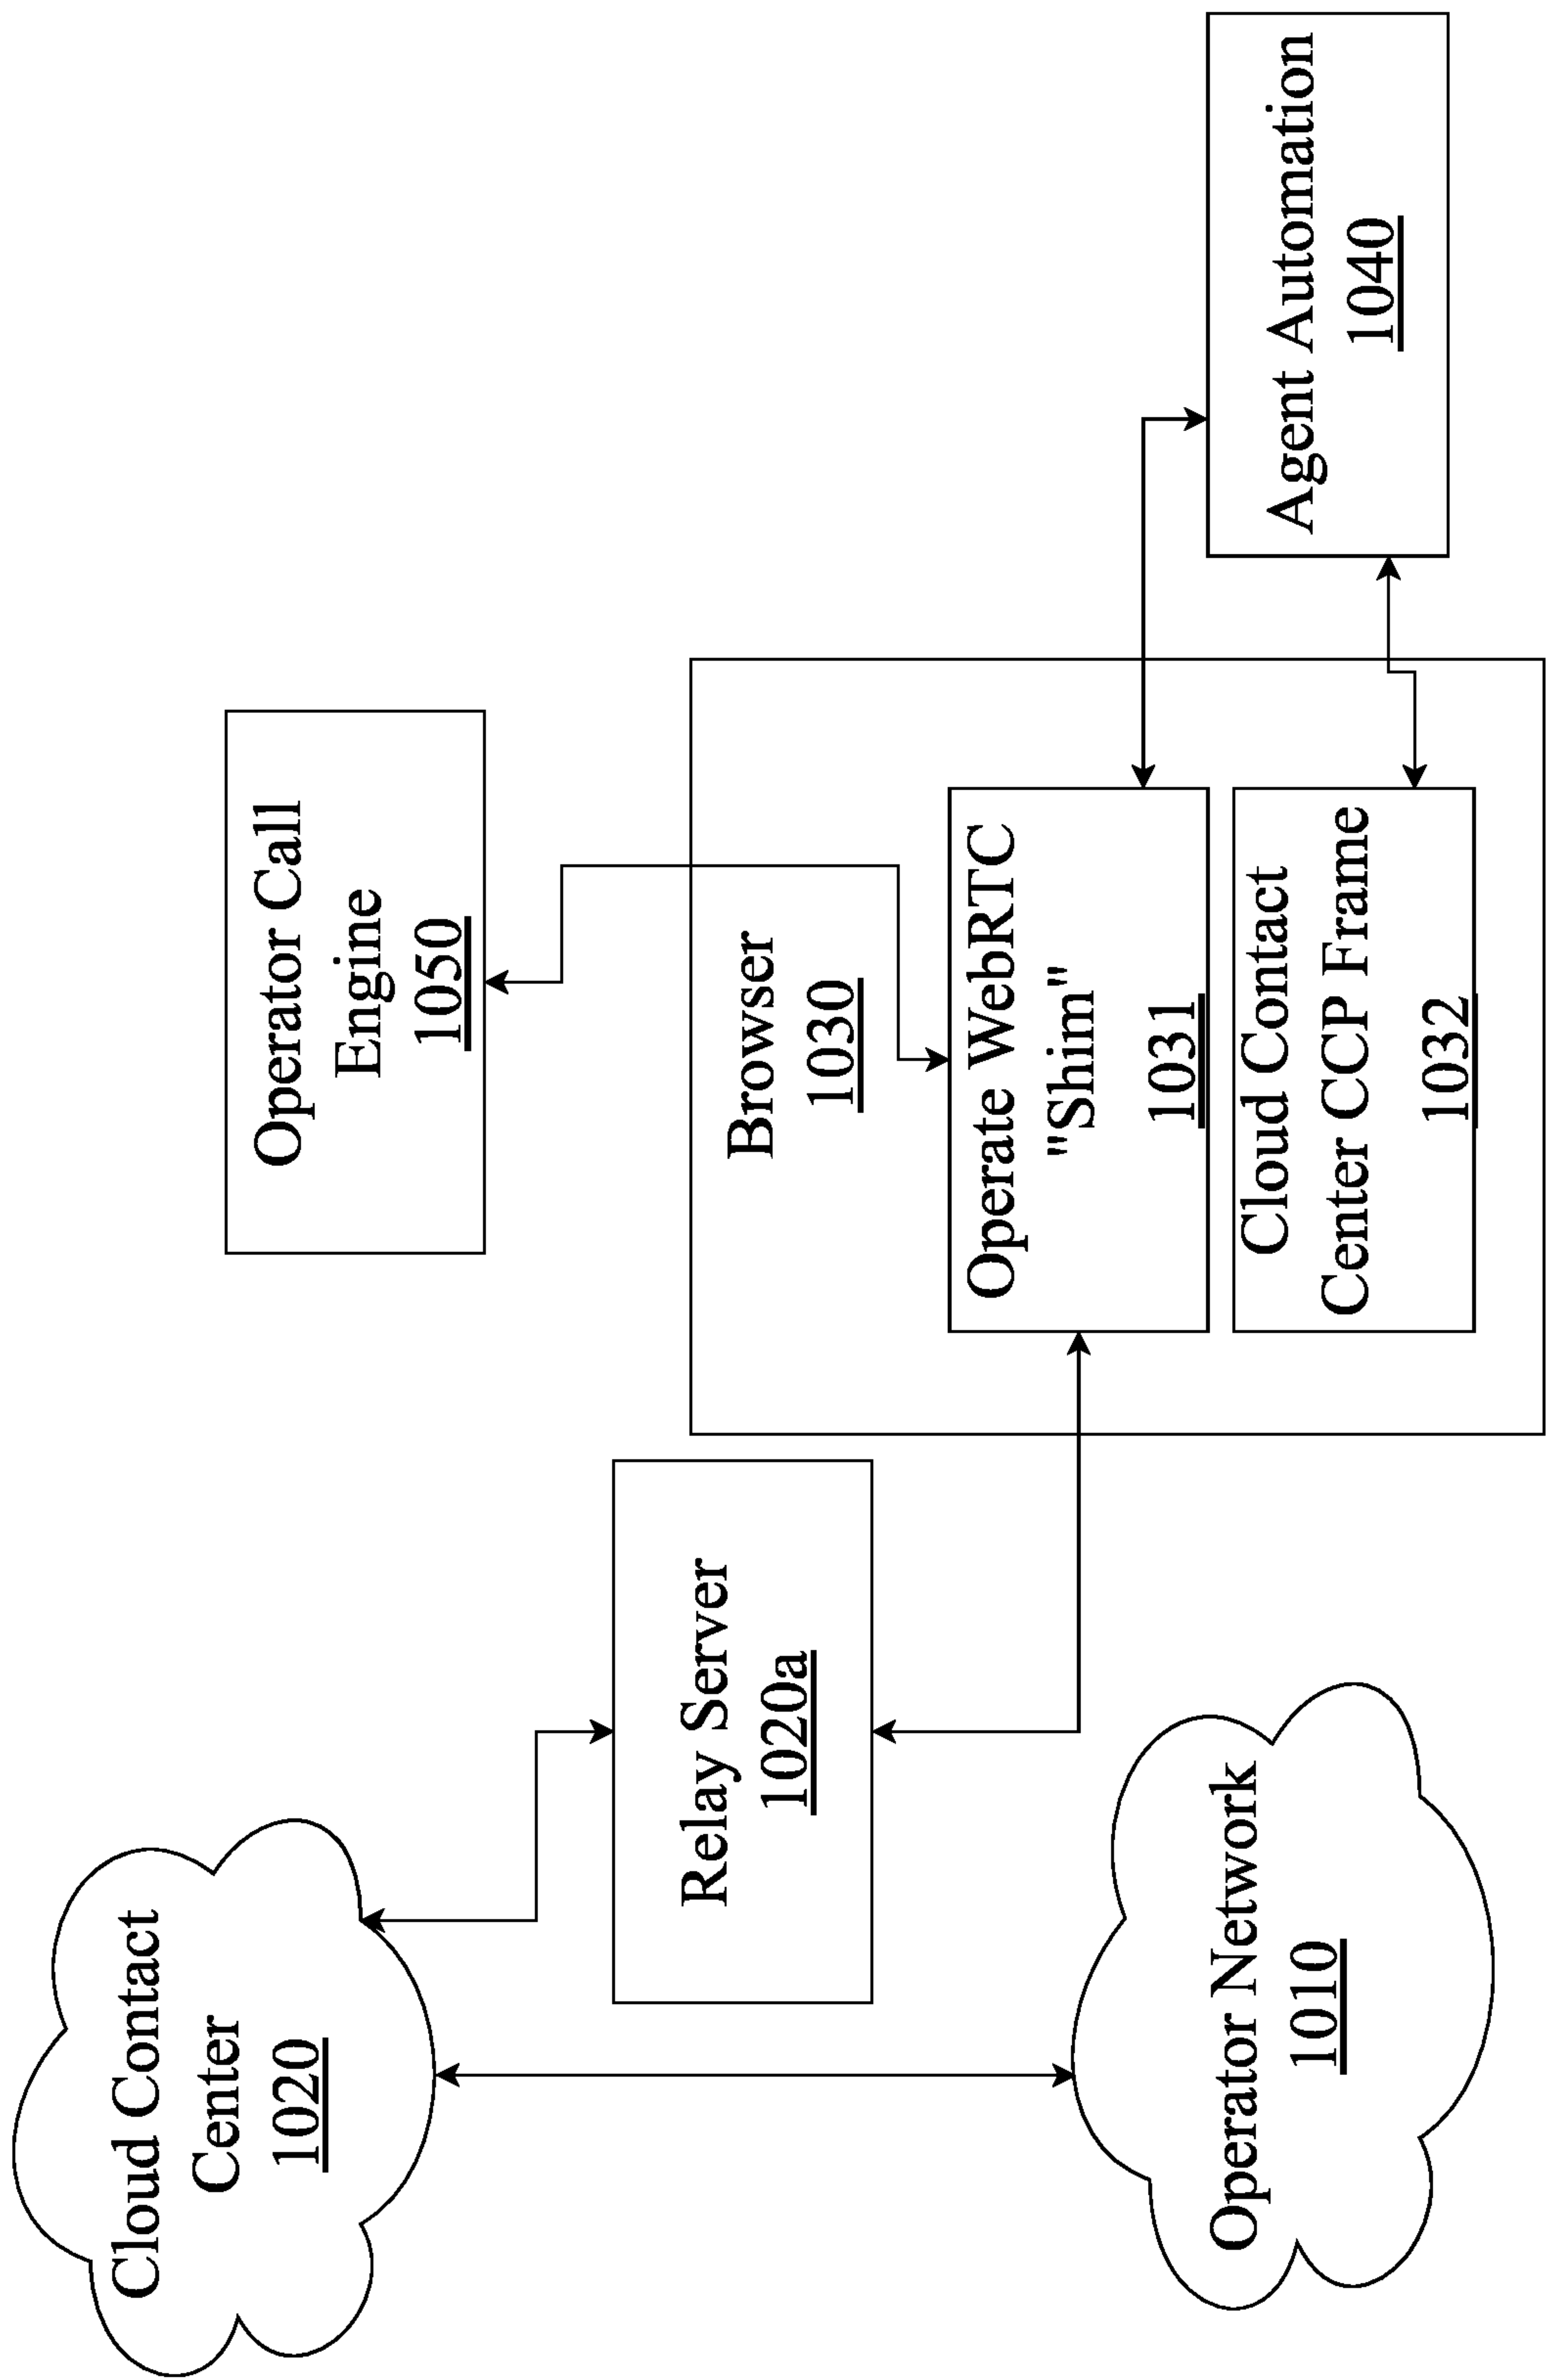 Cloud Contact
Center
1020
Operator Network
1010
Relay Server
1020a
Operator Call
Engine
1050
Browser
1030
Operate WebRTC
"Shim"
1031
Cloud Contact
Center CCP Frame
1032
Agent Automation
1040